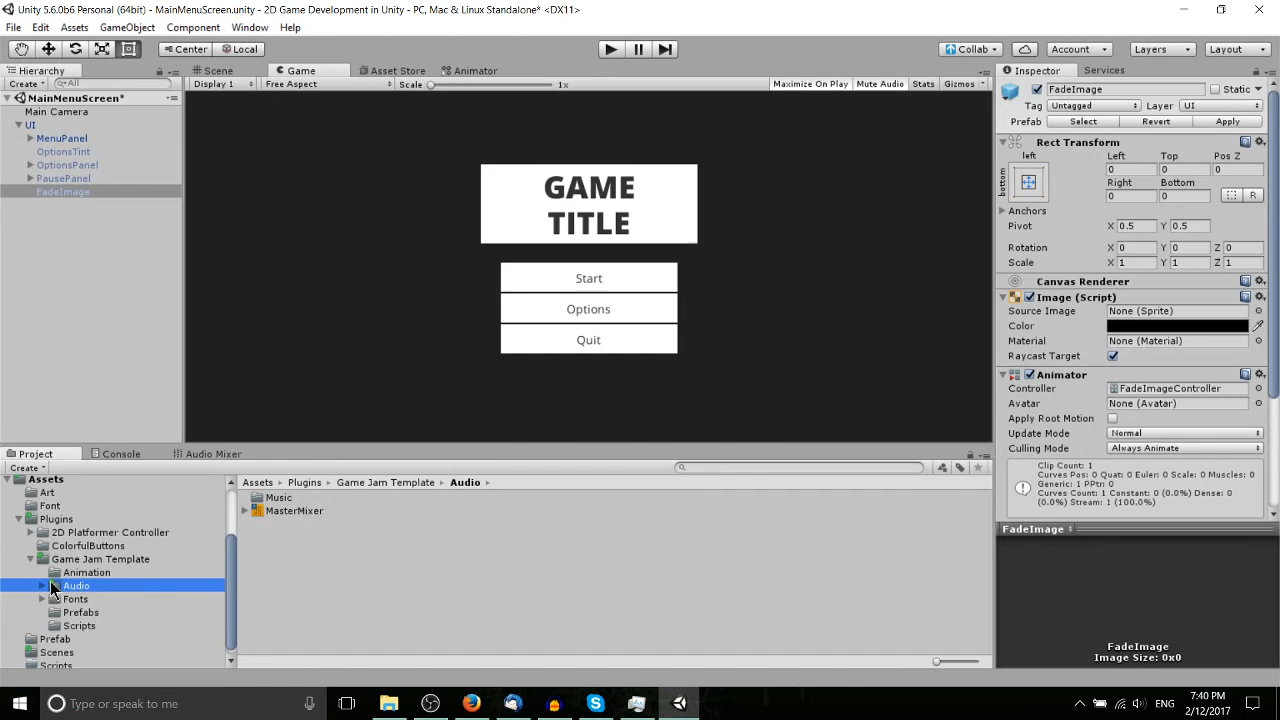 Unity 5.6.0b6 Personal (64bit) - MainMenuScreen.unity - 2D Game Development in Unity - PC, Mac & Linux Standalone* <DX11>
File Edit Assets GameObject Component Window Help
Center Local Collab Account Layers Layout
Hierarchy Scene Game Asset Store Animator Inspector Services
Create All Display 1 Free Aspect Scale 1x Maximize On Play Mute Audio Stats Gizmos
MainMenuScreen*
Main Camera
UI
MenuPanel
OptionsTint
OptionsPanel
PausePanel
FadeImage
GAME
TITLE
Start
Options
Quit
FadeImage Static
Tag Untagged Layer UI
Prefab Select Revert Apply
Rect Transform
left Left Top Pos Z
bottom 0 0 0
Right Bottom
0 0 R
Anchors
Pivot X 0.5 Y 0.5
Rotation X 0 Y 0 Z 0
Scale X 1 Y 1 Z 1
Canvas Renderer
Image (Script)
Source Image None (Sprite)
Color
Material None (Material)
Raycast Target
Animator
Controller FadeImageController
Avatar None (Avatar)
Apply Root Motion
Update Mode Normal
Culling Mode Always Animate
Clip Count: 1
Curves Pos: 0 Quat: 0 Euler: 0 Scale: 0 Muscles: 0
Generic: 1 PPtr: 0
Curves Count: 1 Constant: 0 (0.0%) Dense: 0
(0.0%) Stream: 1 (100.0%)
FadeImage
FadeImage
Image Size: 0x0
Project Console Audio Mixer
Create
Assets
Art
Font
Plugins
2D Platformer Controller
ColorfulButtons
Game Jam Template
Animation
Audio
Fonts
Prefabs
Scripts
Prefab
Scenes
Scripts
Assets Plugins Game Jam Template Audio
Music
MasterMixer
Type here to speak to me
7:40 PM
ENG
2/12/2017